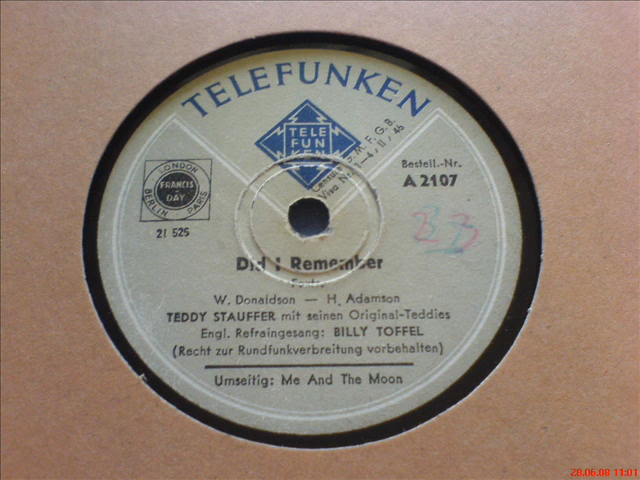 TELEFUNKEN
TELE
FUN
KEN
Bestell.-Nr.
A 2107
LONDON
FRANCIS
DAY
BERLIN PARIS
21 525
23
Did I Remember
W. Donaldson — H. Adamson
TEDDY STAUFFER mit seinen Original-Teddies
Engl. Refraingesang: BILLY TOFFEL
(Recht zur Rundfunkverbreitung vorbehalten)
Umseitig: Me And The Moon
28.06.08 11:01